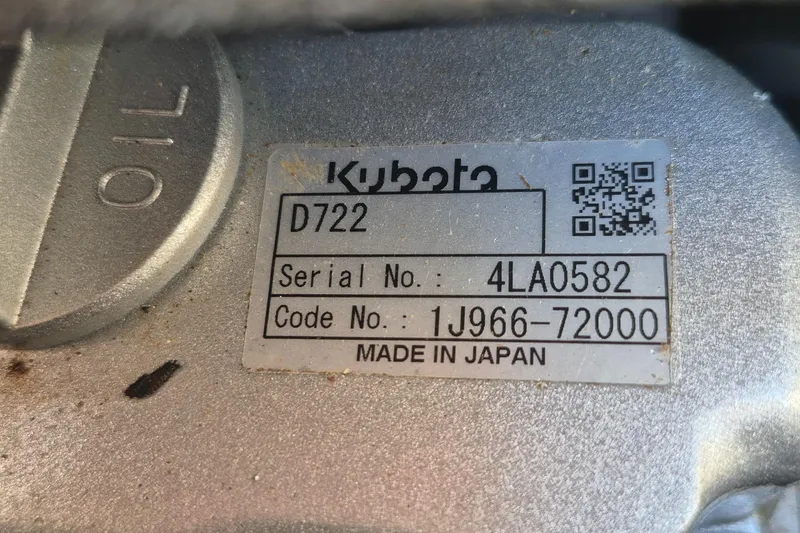 OIL
Kubota
D722
Serial No.: 4LA0582
Code No.: 1J966-72000
MADE IN JAPAN